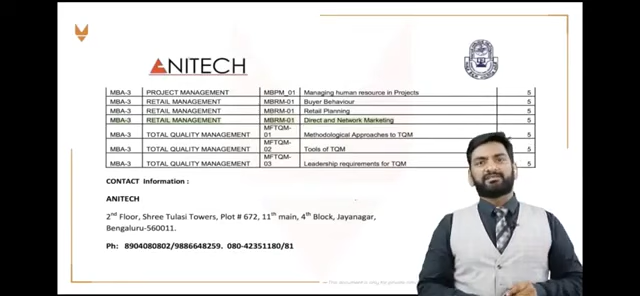 ANITECH
MBA-3 PROJECT MANAGEMENT MBPM_01 Managing human resource in Projects 5
MBA-3 RETAIL MANAGEMENT MBRM-01 Buyer Behaviour 5
MBA-3 RETAIL MANAGEMENT MBRM-01 Retail Planning 5
MBA-3 RETAIL MANAGEMENT MBRM-01 Direct and Network Marketing 5
MBA-3 TOTAL QUALITY MANAGEMENT MFTQM-01 Methodological Approaches to TQM 5
MBA-3 TOTAL QUALITY MANAGEMENT MFTQM-02 Tools of TQM 5
MBA-3 TOTAL QUALITY MANAGEMENT MFTQM-03 Leadership requirements for TQM 5
CONTACT Information :
ANITECH
2nd Floor, Shree Tulasi Towers, Plot # 672, 11th main, 4th Block, Jayanagar,
Bengaluru-560011.
Ph: 8904080802/9886648259. 080-42351180/81